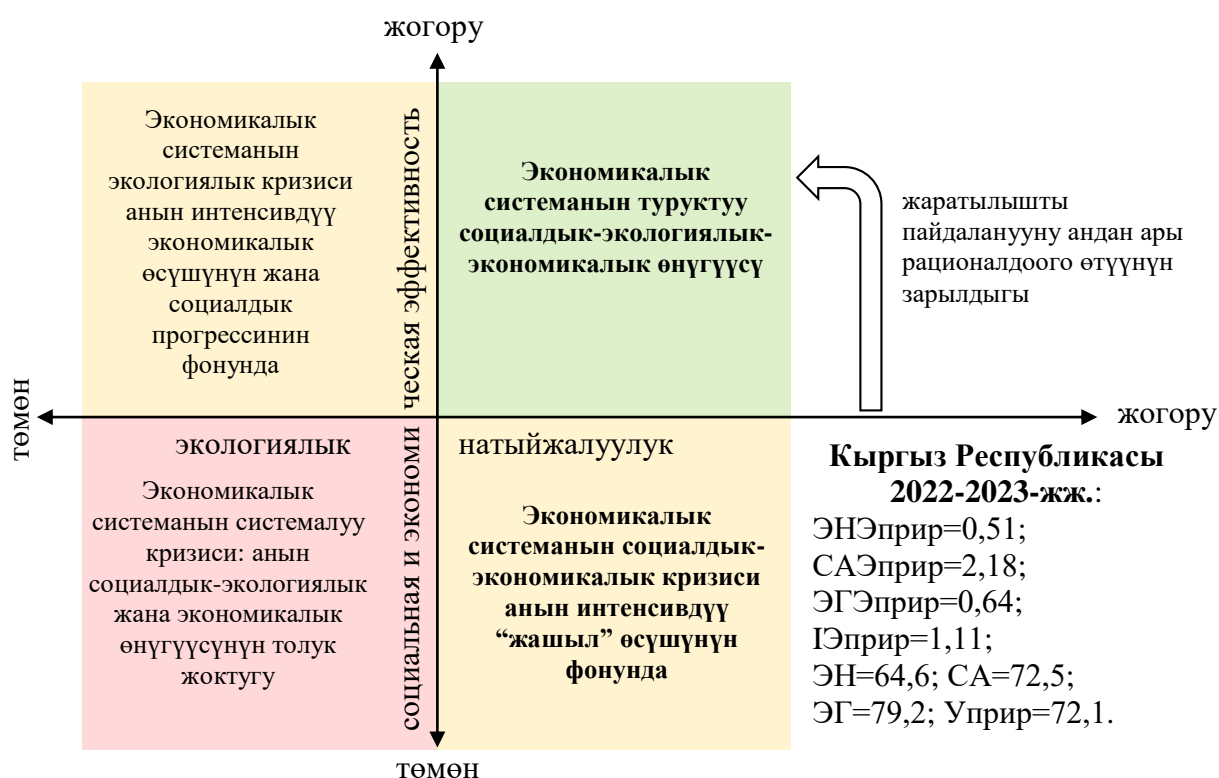 жогору
Экономикалык
системанын
экологиялык кризиси
анын интенсивдүү
экономикалык
өсүшүнүн жана
социалдык
прогрессинин
фонунда
социальная и экономи ческая эффективность
Экономикалык
системанын туруктуу
социалдык-экологиялык-
экономикалык өнүгүүсү
жаратылышты
пайдаланууну андан ары
рационалдоого өтүүнүн
зарылдыгы
төмөн
жогору
экологиялык
натыйжалуулук
Экономикалык
системанын системалуу
кризиси: анын
социалдык-экологиялык
жана экономикалык
өнүгүүсүнүн толук
жоктугу
Экономикалык
системанын социалдык-
экономикалык кризиси
анын интенсивдүү
“жашыл” өсүшүнүн
фонунда
Кыргыз Республикасы
2022-2023-жж.:
ЭНЭприр=0,51;
САЭприр=2,18;
ЭГЭприр=0,64;
IЭприр=1,11;
ЭН=64,6; СА=72,5;
ЭГ=79,2; Уприр=72,1.
төмөн